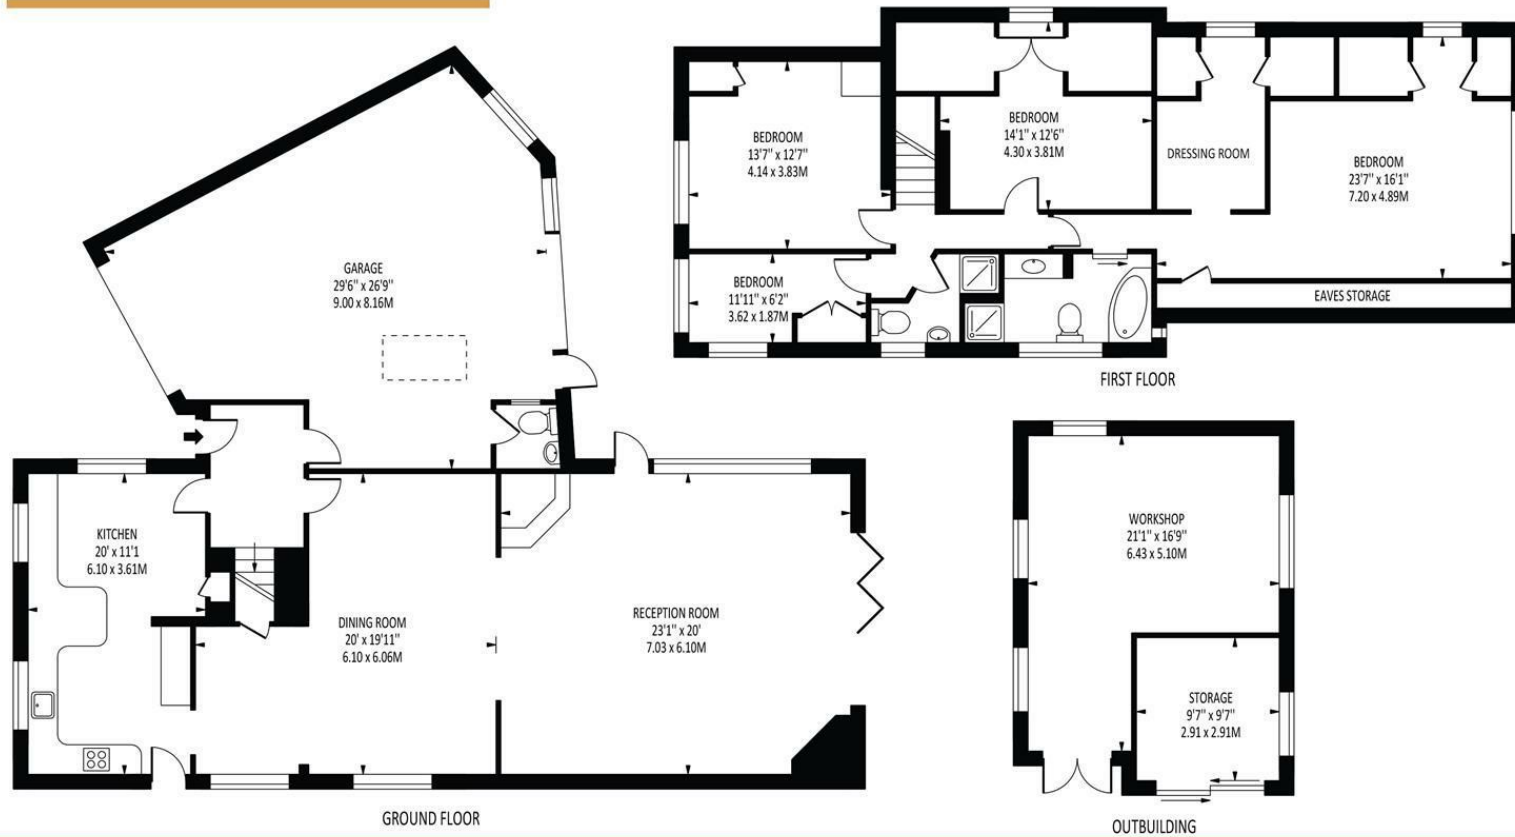 BEDROOM
13'7" x 12'7"
4.14 x 3.83M
BEDROOM
14'1" x 12'6"
4.30 x 3.81M
DRESSING ROOM
BEDROOM
23'7" x 16'1"
7.20 x 4.89M
BEDROOM
11'11" x 6'2"
3.62 x 1.87M
EAVES STORAGE
FIRST FLOOR
GARAGE
29'6" x 26'9"
9.00 x 8.16M
KITCHEN
20' x 11'1
6.10 x 3.61M
DINING ROOM
20' x 19'11"
6.10 x 6.06M
RECEPTION ROOM
23'1" x 20'
7.03 x 6.10M
GROUND FLOOR
WORKSHOP
21'1" x 16'9"
6.43 x 5.10M
STORAGE
9'7" x 9'7"
2.91 x 2.91M
OUTBUILDING